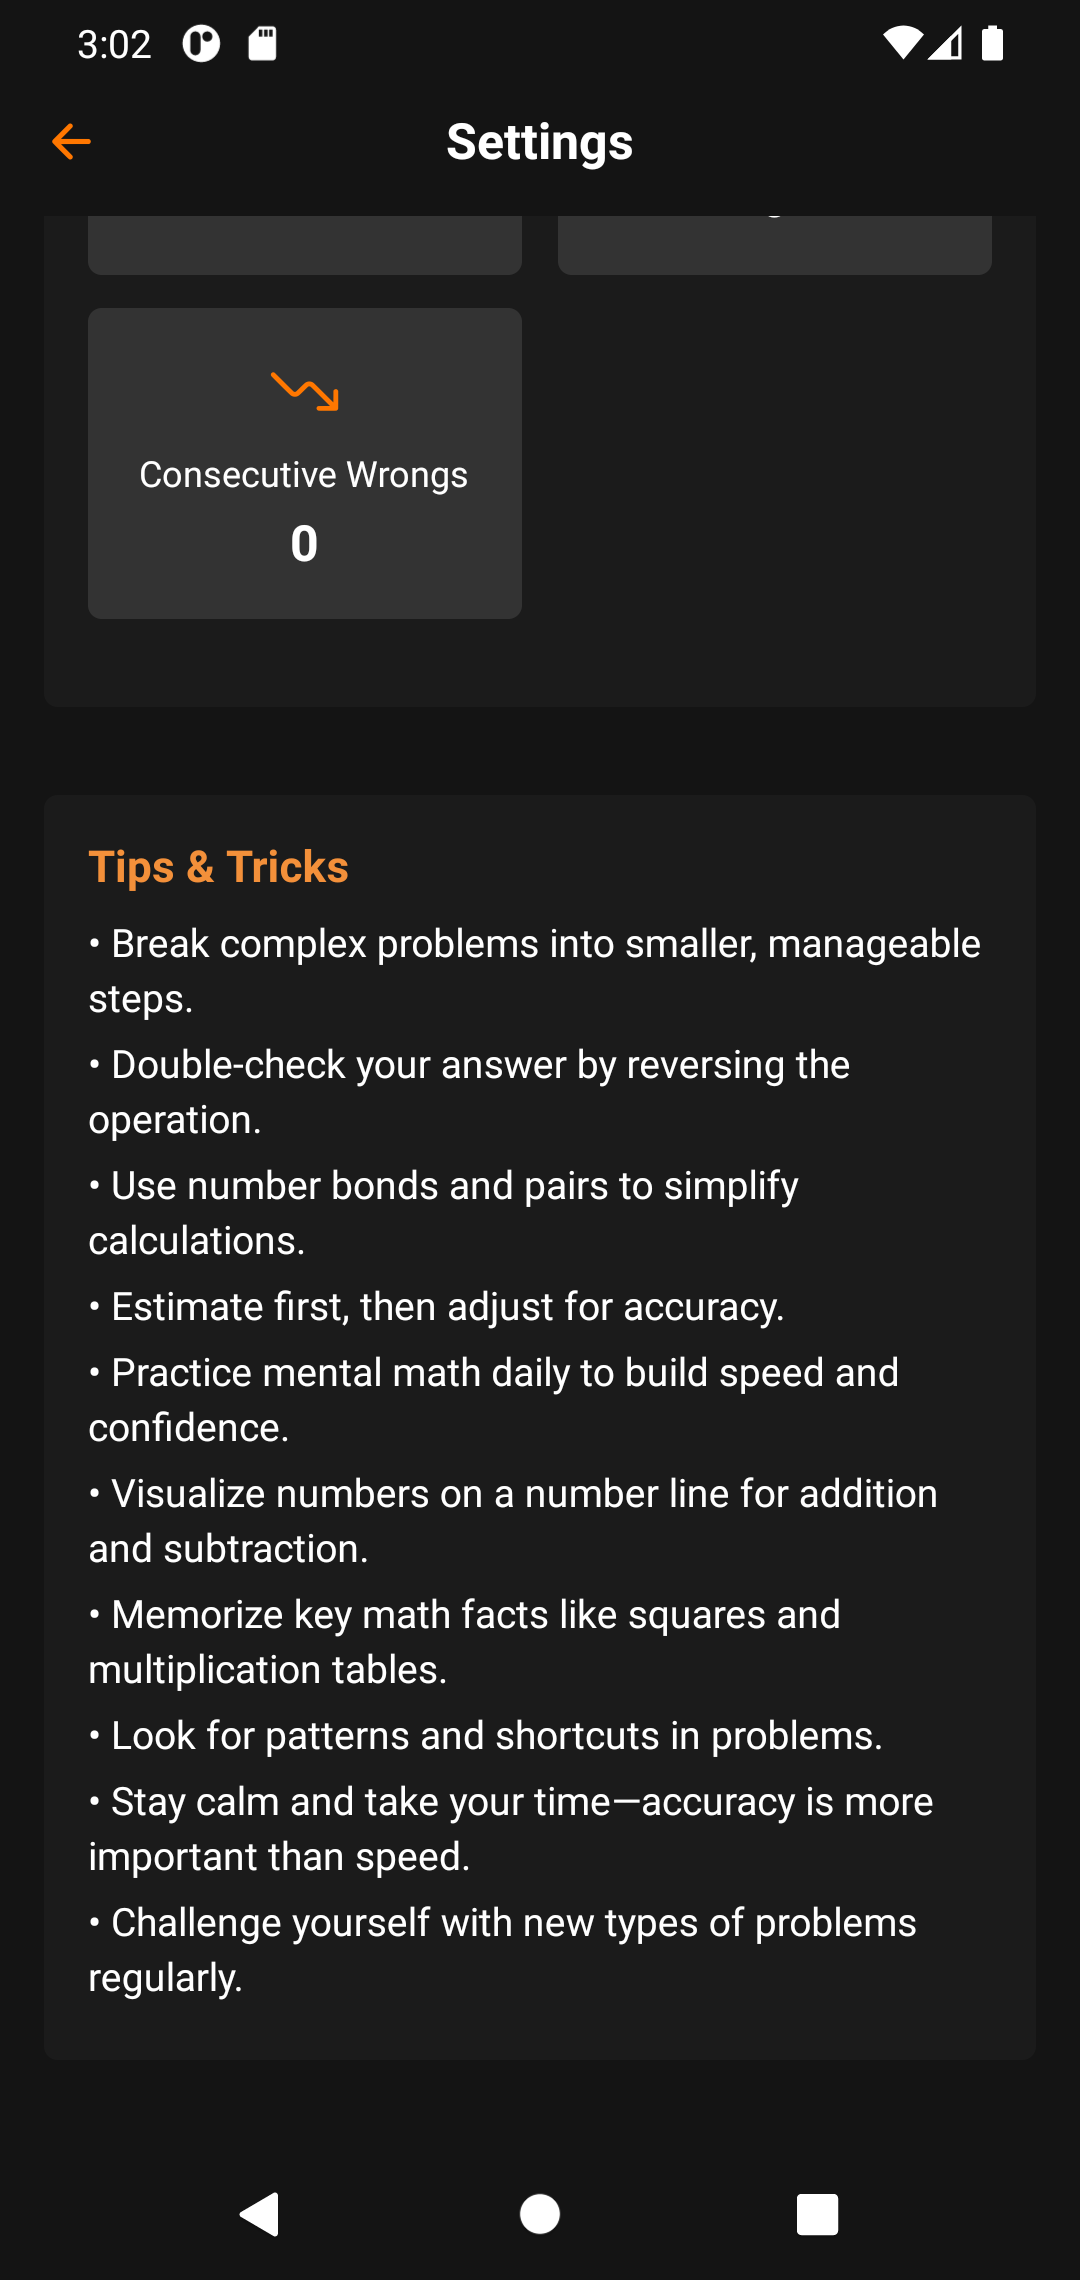 3:02
Settings
Consecutive Wrongs
0
Tips & Tricks
• Break complex problems into smaller, manageable
steps.
• Double-check your answer by reversing the
operation.
• Use number bonds and pairs to simplify
calculations.
• Estimate first, then adjust for accuracy.
• Practice mental math daily to build speed and
confidence.
• Visualize numbers on a number line for addition
and subtraction.
• Memorize key math facts like squares and
multiplication tables.
• Look for patterns and shortcuts in problems.
• Stay calm and take your time—accuracy is more
important than speed.
• Challenge yourself with new types of problems
regularly.